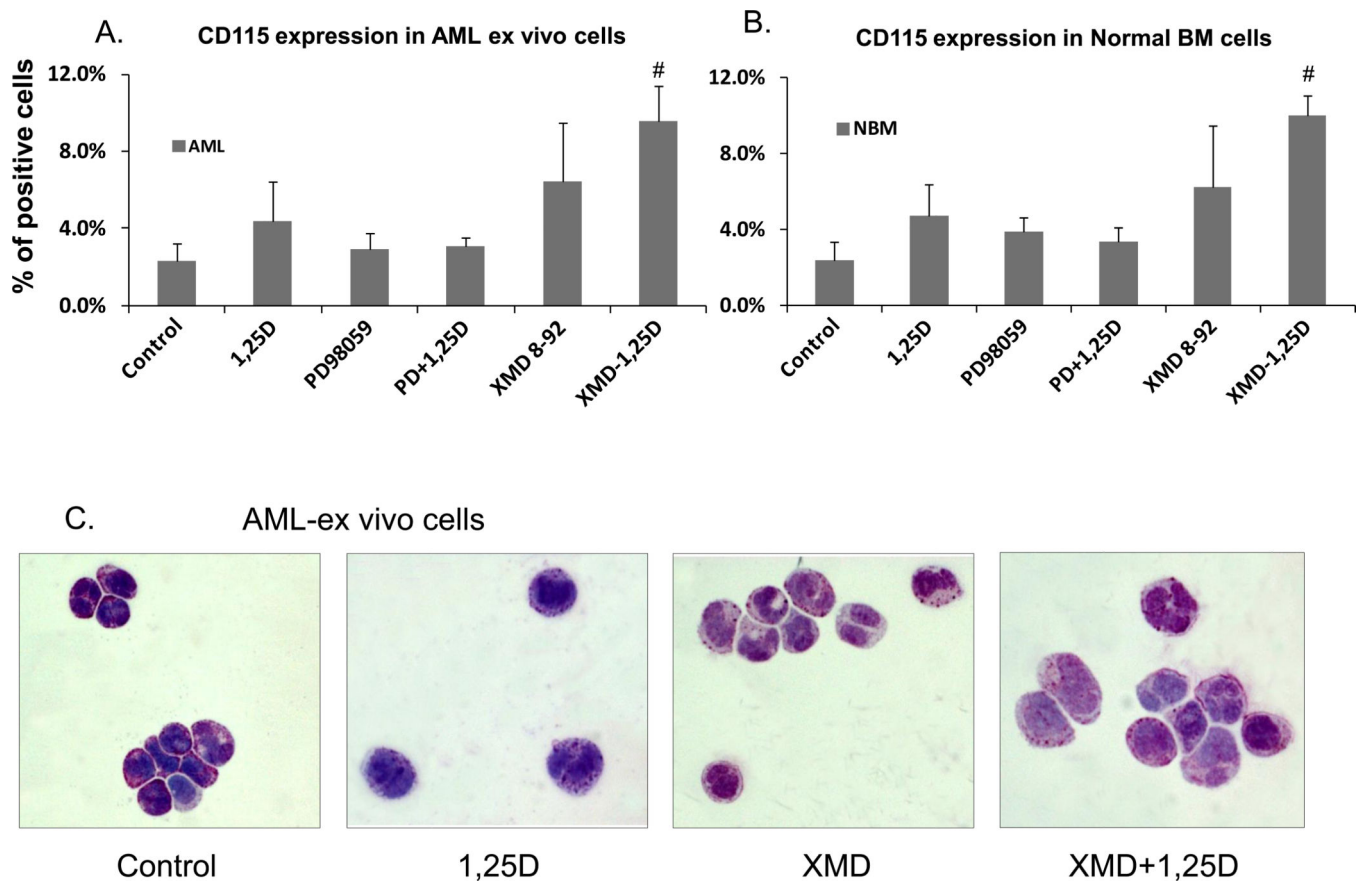 A.
CD115 expression in AML ex vivo cells
% of positive cells
12.0%
8.0%
4.0%
0.0%
#
AML
Control
1,25D
PD98059
PD+1,25D
XMD 8-92
XMD-1,25D
B.
CD115 expression in Normal BM cells
12.0%
8.0%
4.0%
0.0%
#
NBM
Control
1,25D
PD98059
PD+1,25D
XMD 8-92
XMD-1,25D
C.
AML-ex vivo cells
Control
1,25D
XMD
XMD+1,25D